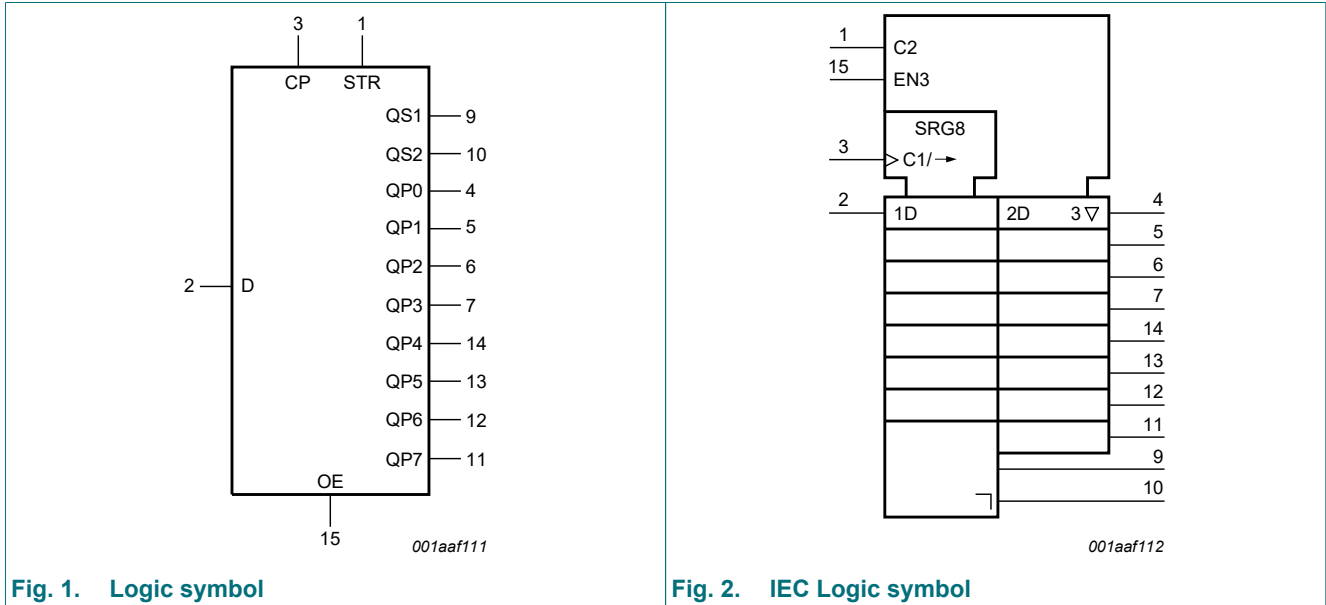 3 1
CP STR
QS1 9
QS2 10
QP0 4
QP1 5
QP2 6
QP3 7
2 D
QP4 14
QP5 13
QP6 12
QP7 11
OE
15
001aaf111
Fig. 1. Logic symbol
1 C2
15 EN3
SRG8
3 C1/→
2 1D 2D 3▽ 4
5
6
7
14
13
12
11
9
10
001aaf112
Fig. 2. IEC Logic symbol